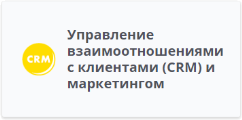 Управление
взаимоотношениями
CRM с клиентами (CRM) и
маркетингом